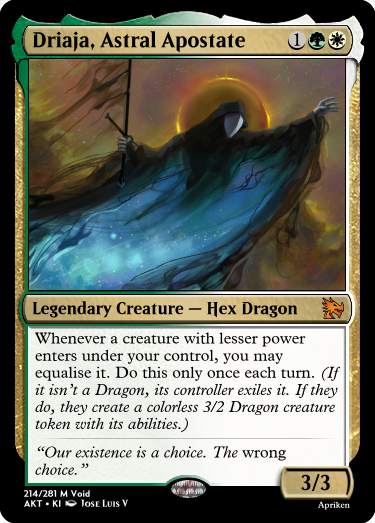 Driaja, Astral Apostate 1
Legendary Creature — Hex Dragon
Whenever a creature with lesser power
enters under your control, you may
equalise it. Do this only once each turn. (If
it isn't a Dragon, its controller exiles it. If they
do, they create a colorless 3/2 Dragon creature
token with its abilities.)
“Our existence is a choice. The wrong
choice.”
3/3
214/281 M Void
AKT • KI Jose Luis V
Apriken